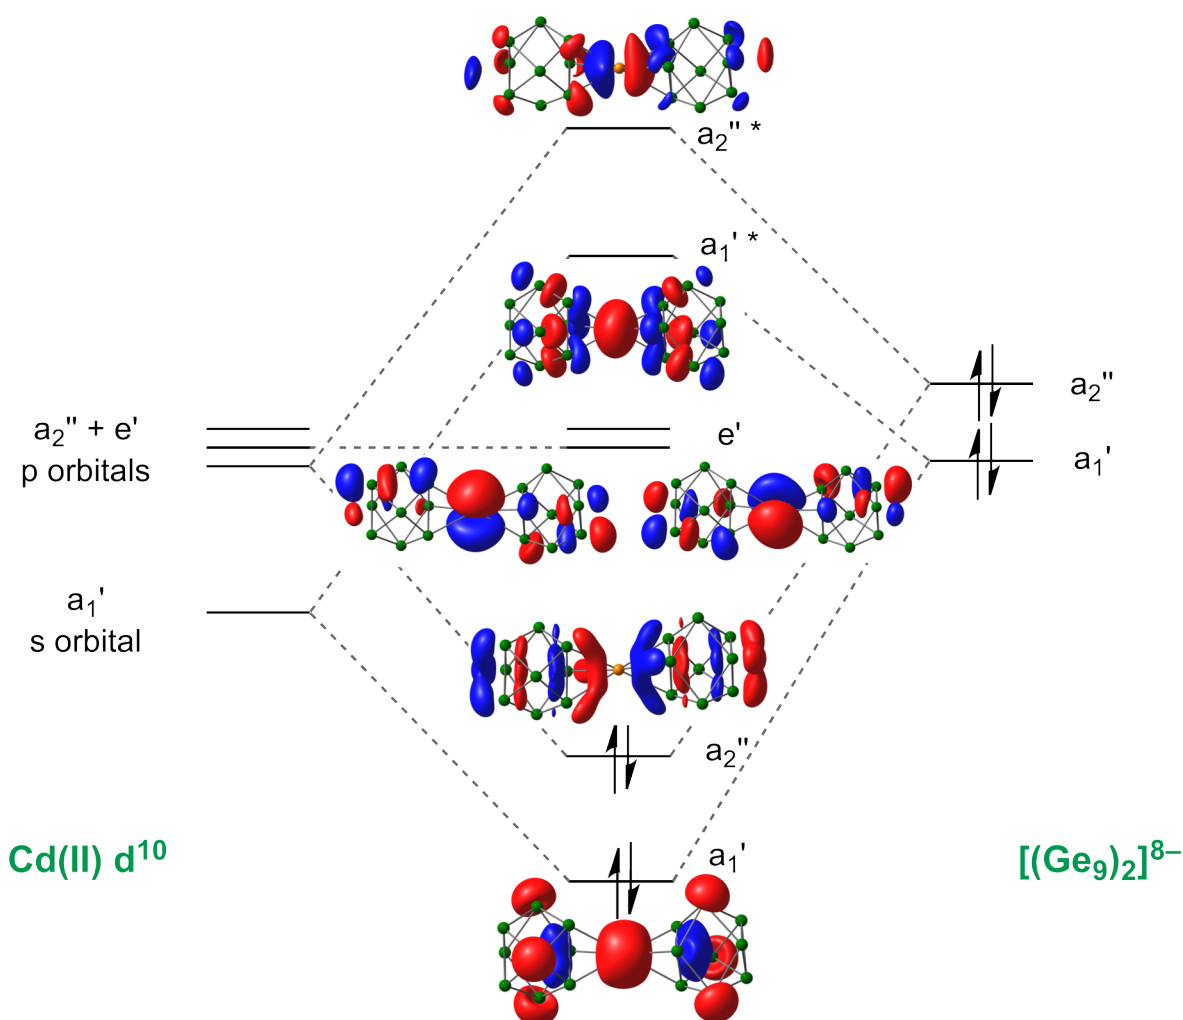 a₂'' *
a₁' *
a₂'' + e'
p orbitals
e'
a₂''
a₁'
a₁'
s orbital
a₂''
a₁'
Cd(II) d¹⁰
[(Ge₉)₂]⁸⁻